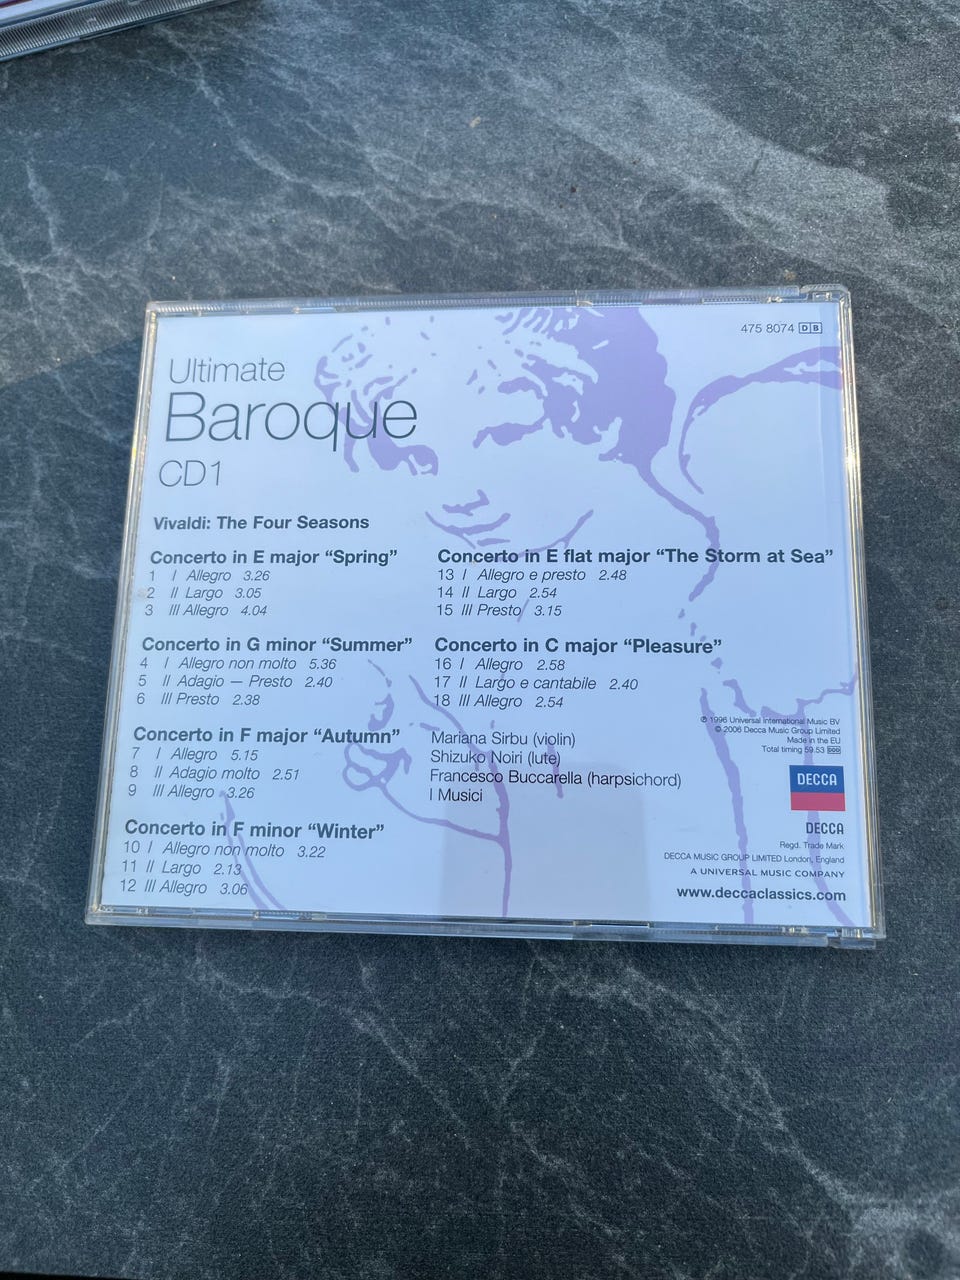 475 8074 DB
Ultimate
Baroque
CD1
Vivaldi: The Four Seasons
Concerto in E major “Spring”
1 I Allegro 3.26
2 II Largo 3.05
3 III Allegro 4.04
Concerto in G minor “Summer”
4 I Allegro non molto 5.36
5 II Adagio — Presto 2.40
6 III Presto 2.38
Concerto in F major “Autumn”
7 I Allegro 5.15
8 II Adagio molto 2.51
9 III Allegro 3.26
Concerto in F minor “Winter”
10 I Allegro non molto 3.22
11 II Largo 2.13
12 III Allegro 3.06
Concerto in E flat major “The Storm at Sea”
13 I Allegro e presto 2.48
14 II Largo 2.54
15 III Presto 3.15
Concerto in C major “Pleasure”
16 I Allegro 2.58
17 II Largo e cantabile 2.40
18 III Allegro 2.54
Mariana Sirbu (violin)
Shizuko Noiri (lute)
Francesco Buccarella (harpsichord)
I Musici
℗ 1996 Universal International Music BV
© 2006 Decca Music Group Limited
Made in the EU
Total timing 59.53 DDD
DECCA
DECCA
Regd. Trade Mark
DECCA MUSIC GROUP LIMITED London, England
A UNIVERSAL MUSIC COMPANY
www.deccaclassics.com